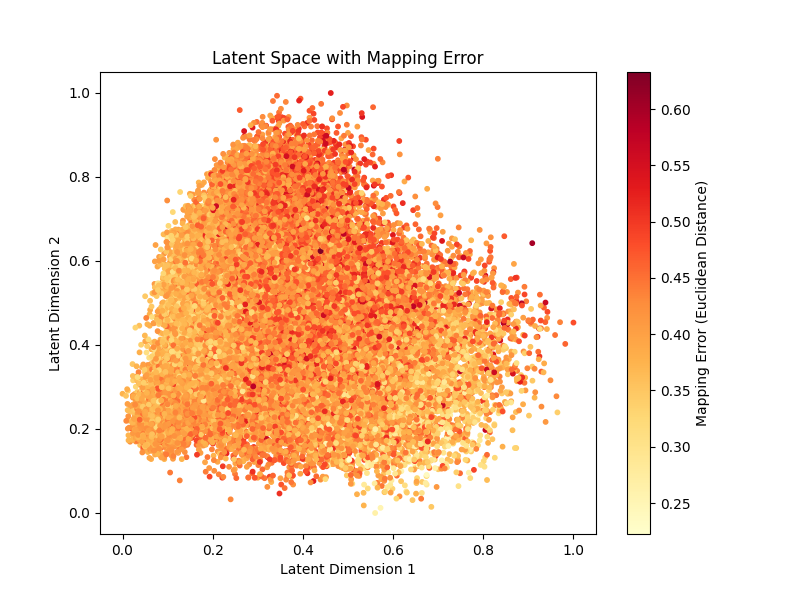 Latent Space with Mapping Error
1.0
0.8
0.6
0.4
0.2
0.0
Latent Dimension 2
0.0 0.2 0.4 0.6 0.8 1.0
Latent Dimension 1
0.60
0.55
0.50
0.45
0.40
0.35
0.30
0.25
Mapping Error (Euclidean Distance)